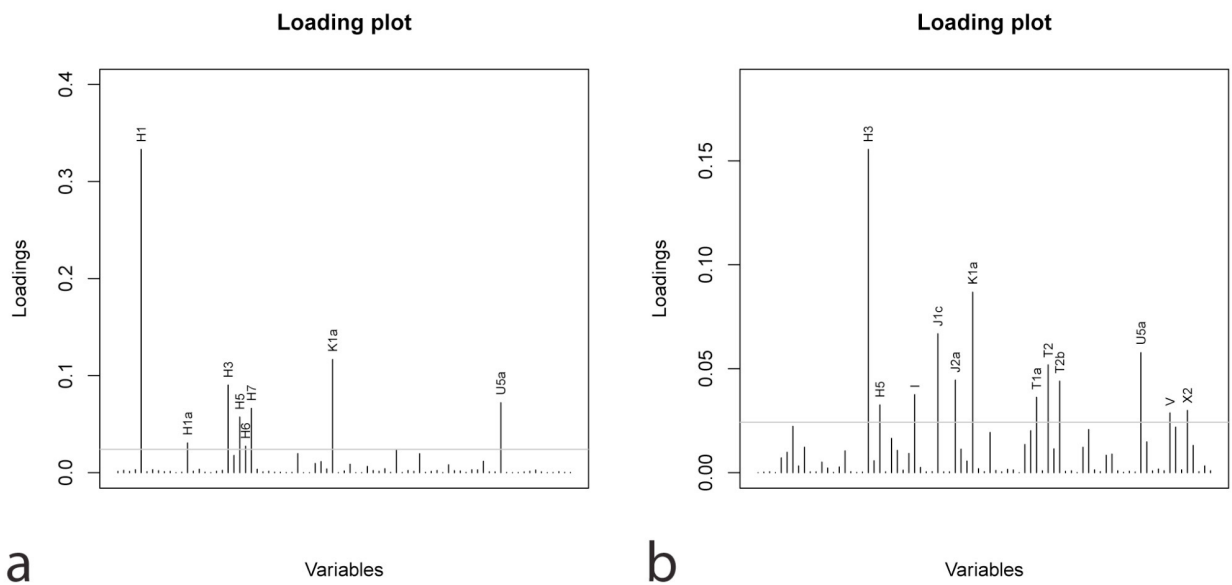 Loading plot
0.4
0.3
0.2
0.1
0.0
Loadings
H1
H1a
H3
H5
H6
H7
K1a
U5a
Variables
a
Loading plot
0.15
0.10
0.05
0.00
Loadings
H3
H5
I
J1c
J2a
K1a
T1a
T2
T2b
U5a
V
X2
Variables
b